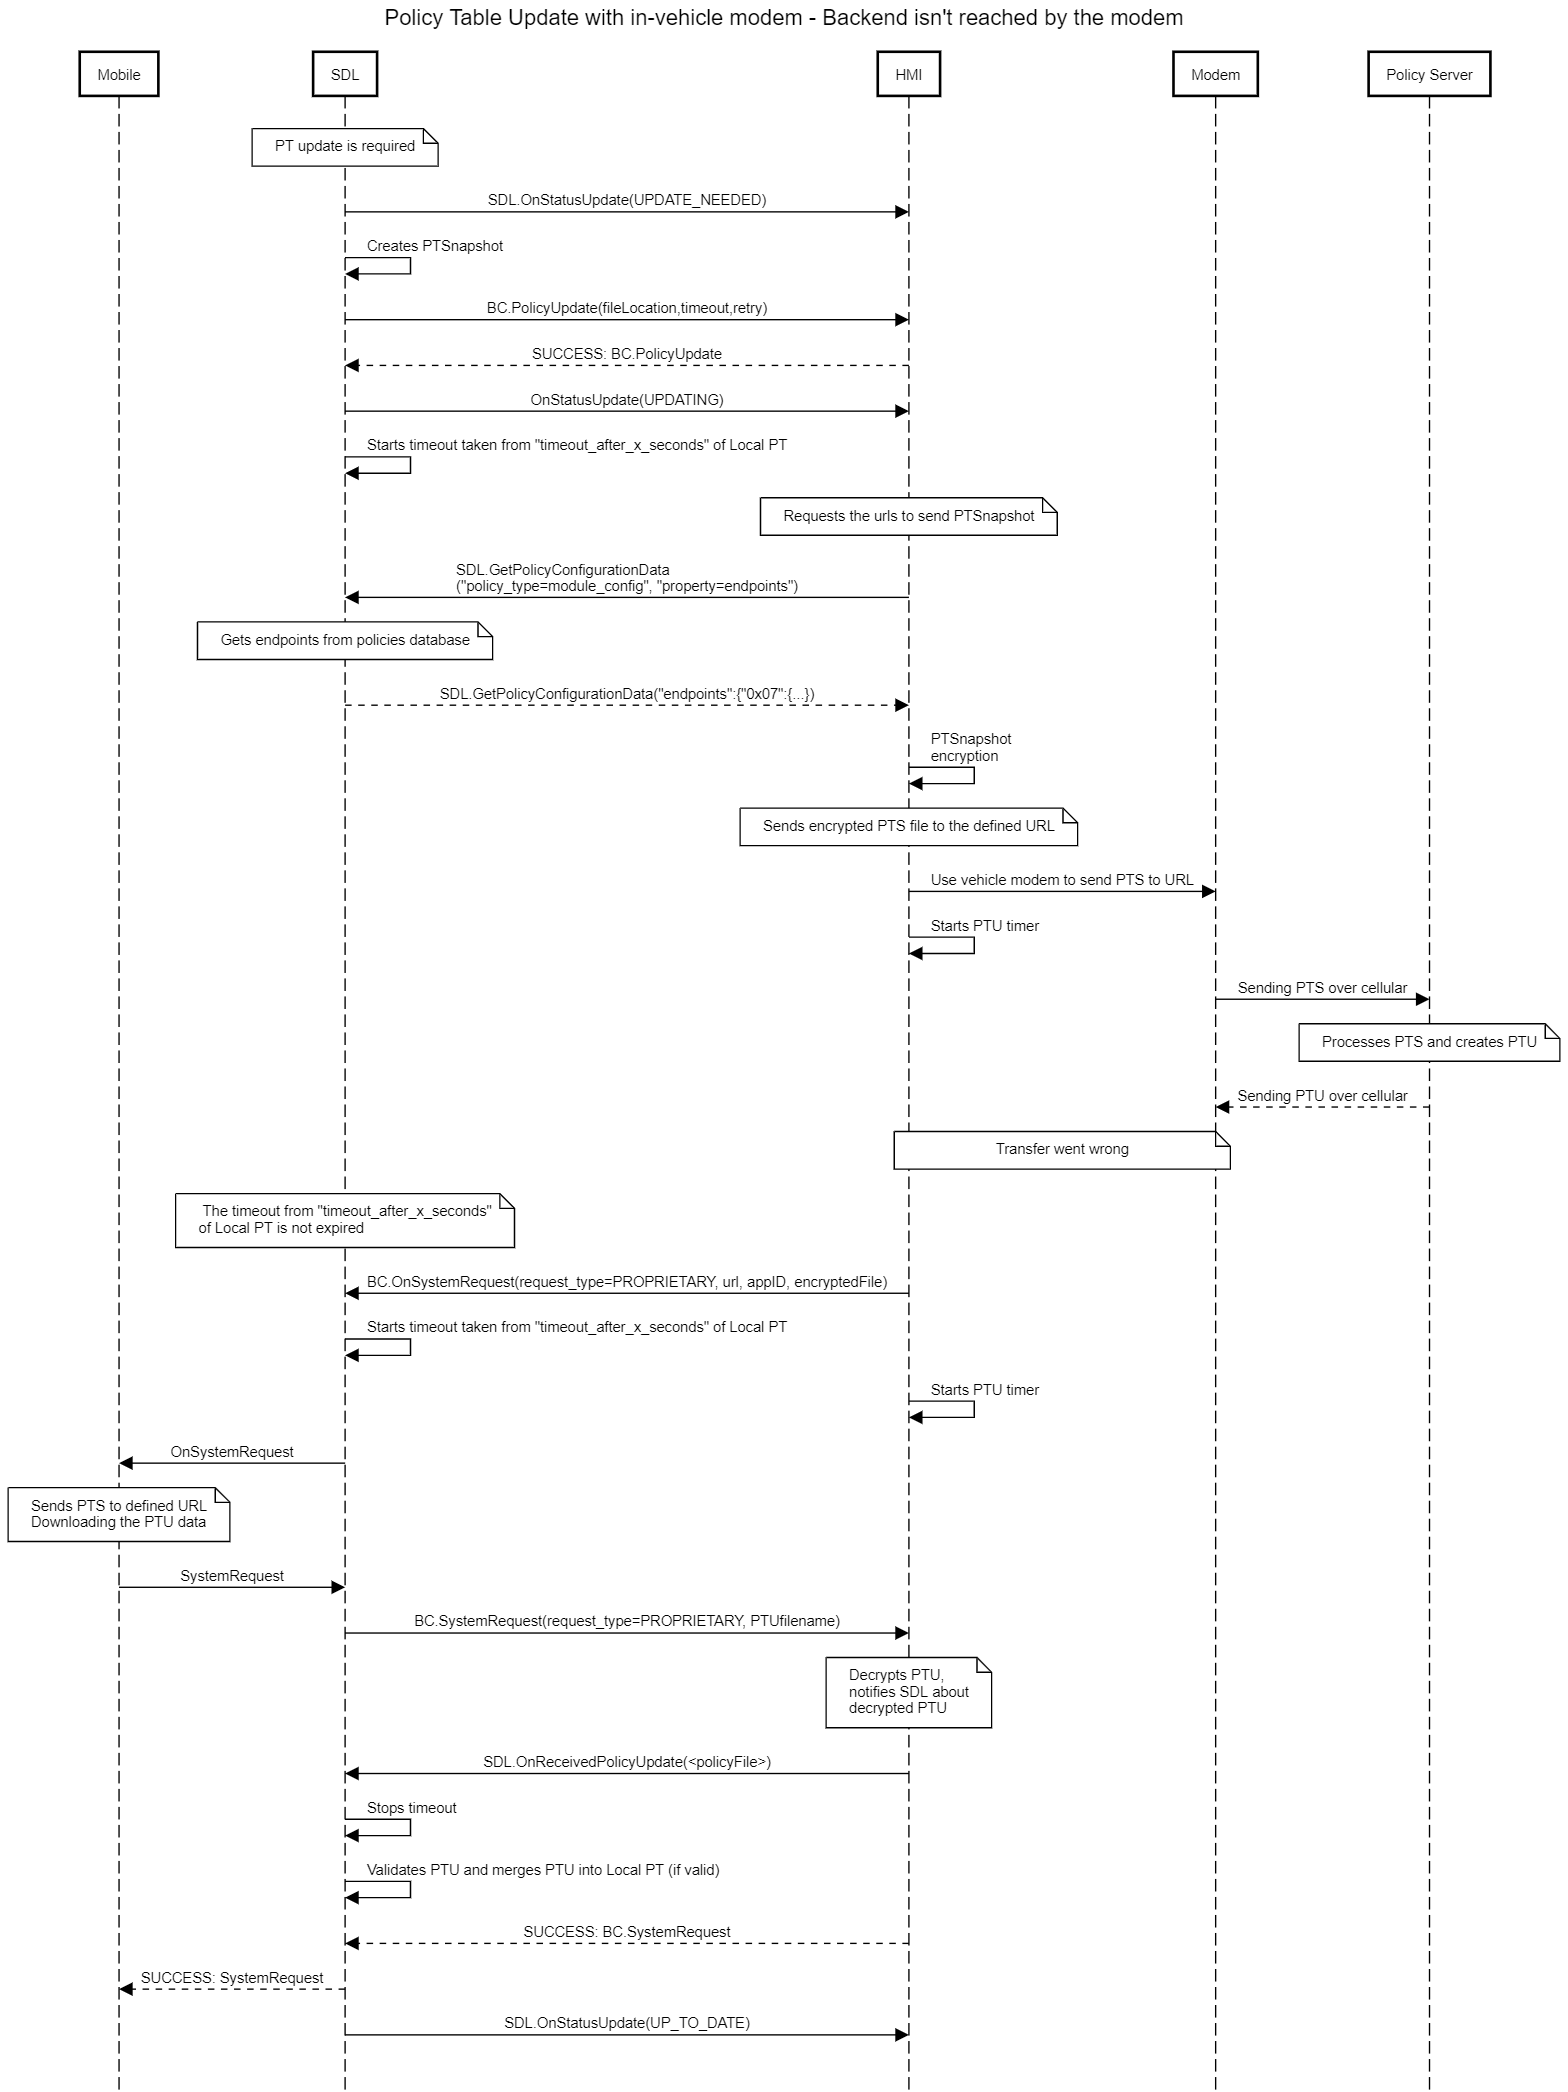 Policy Table Update with in-vehicle modem - Backend isn't reached by the modem
Mobile
SDL
HMI
Modem
Policy Server
PT update is required
SDL.OnStatusUpdate(UPDATE_NEEDED)
Creates PTSnapshot
BC.PolicyUpdate(fileLocation,timeout,retry)
SUCCESS: BC.PolicyUpdate
OnStatusUpdate(UPDATING)
Starts timeout taken from "timeout_after_x_seconds" of Local PT
Requests the urls to send PTSnapshot
SDL.GetPolicyConfigurationData
("policy_type=module_config", "property=endpoints")
Gets endpoints from policies database
SDL.GetPolicyConfigurationData("endpoints":{"0x07":{...})
PTSnapshot
encryption
Sends encrypted PTS file to the defined URL
Use vehicle modem to send PTS to URL
Starts PTU timer
Sending PTS over cellular
Processes PTS and creates PTU
Sending PTU over cellular
Transfer went wrong
The timeout from "timeout_after_x_seconds"
of Local PT is not expired
BC.OnSystemRequest(request_type=PROPRIETARY, url, appID, encryptedFile)
Starts timeout taken from "timeout_after_x_seconds" of Local PT
Starts PTU timer
OnSystemRequest
Sends PTS to defined URL
Downloading the PTU data
SystemRequest
BC.SystemRequest(request_type=PROPRIETARY, PTUfilename)
Decrypts PTU,
notifies SDL about
decrypted PTU
SDL.OnReceivedPolicyUpdate(<policyFile>)
Stops timeout
Validates PTU and merges PTU into Local PT (if valid)
SUCCESS: BC.SystemRequest
SUCCESS: SystemRequest
SDL.OnStatusUpdate(UP_TO_DATE)